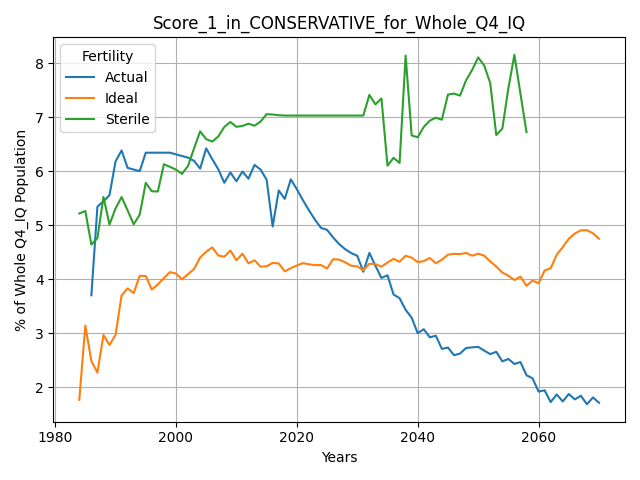 Score_1_in_CONSERVATIVE_for_Whole_Q4_IQ
Fertility
Actual
Ideal
Sterile
% of Whole Q4_IQ Population
8
7
6
5
4
3
2
1980
2000
2020
2040
2060
Years